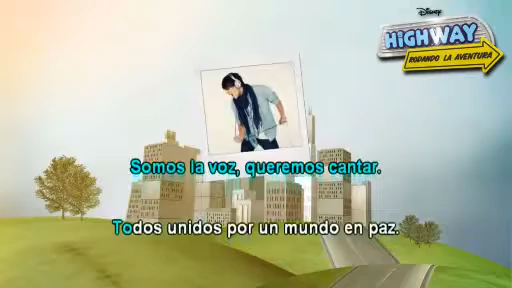 Disney
HIGHWAY
RODANDO LA AVENTURA
Somos la voz, queremos cantar.
Todos unidos por un mundo en paz.